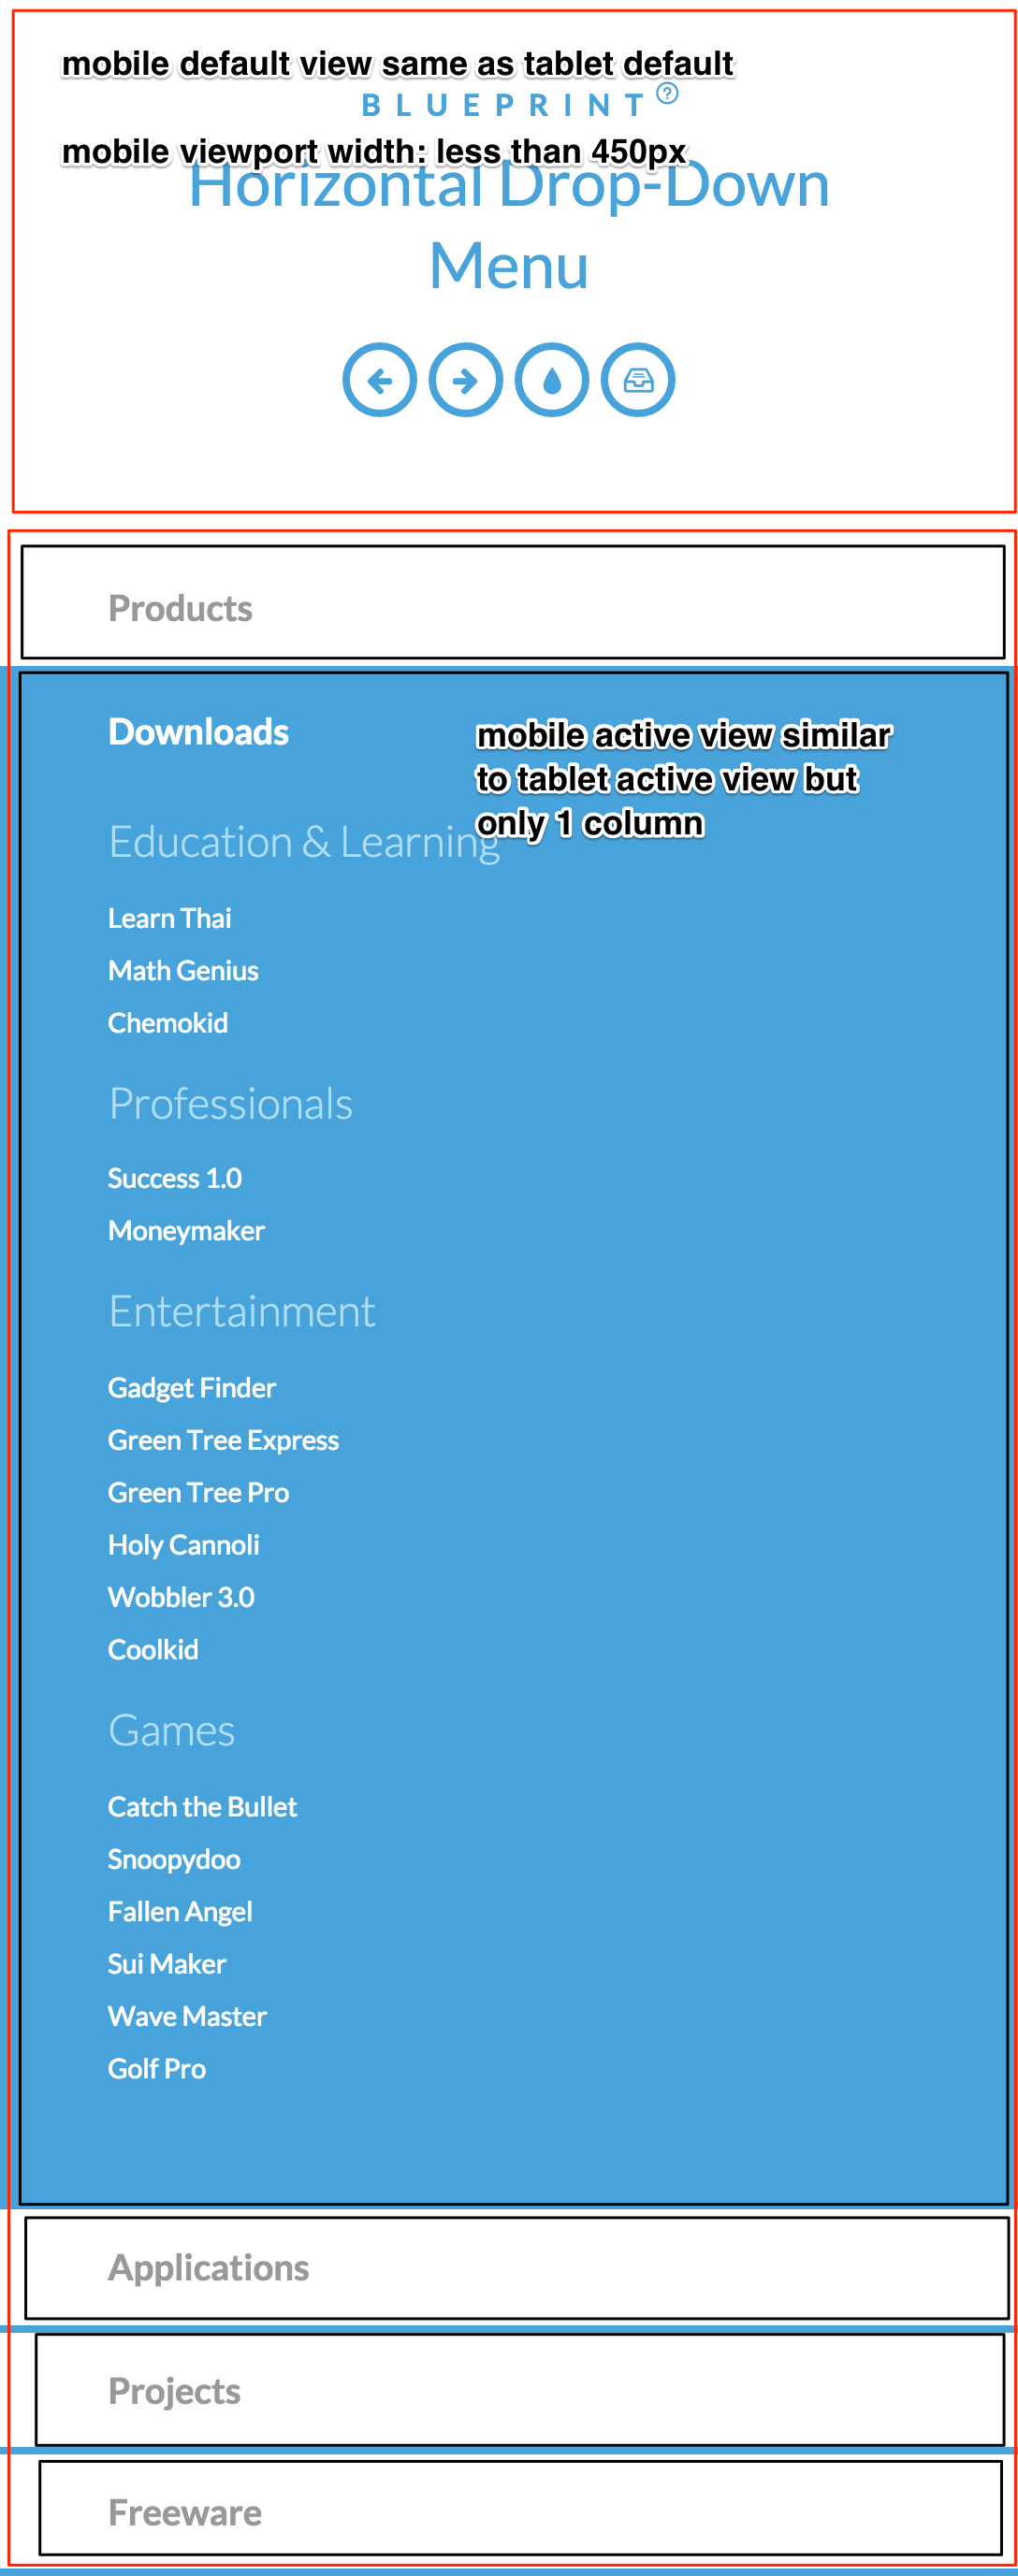 mobile default view same as tablet default
BLUEPRINT ?
mobile viewport width: less than 450px
Horizontal Drop-Down
Menu
Products
Downloads
mobile active view similar
to tablet active view but
only 1 column
Education & Learning
Learn Thai
Math Genius
Chemokid
Professionals
Success 1.0
Moneymaker
Entertainment
Gadget Finder
Green Tree Express
Green Tree Pro
Holy Cannoli
Wobbler 3.0
Coolkid
Games
Catch the Bullet
Snoopydoo
Fallen Angel
Sui Maker
Wave Master
Golf Pro
Applications
Projects
Freeware